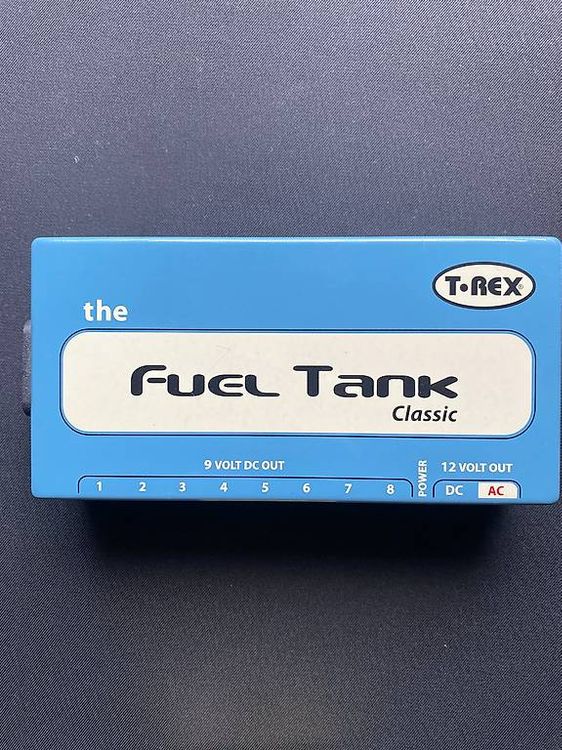 T·REX®
the
Fuel Tank
Classic
9 VOLT DC OUT
1 2 3 4 5 6 7 8
POWER
12 VOLT OUT
DC AC